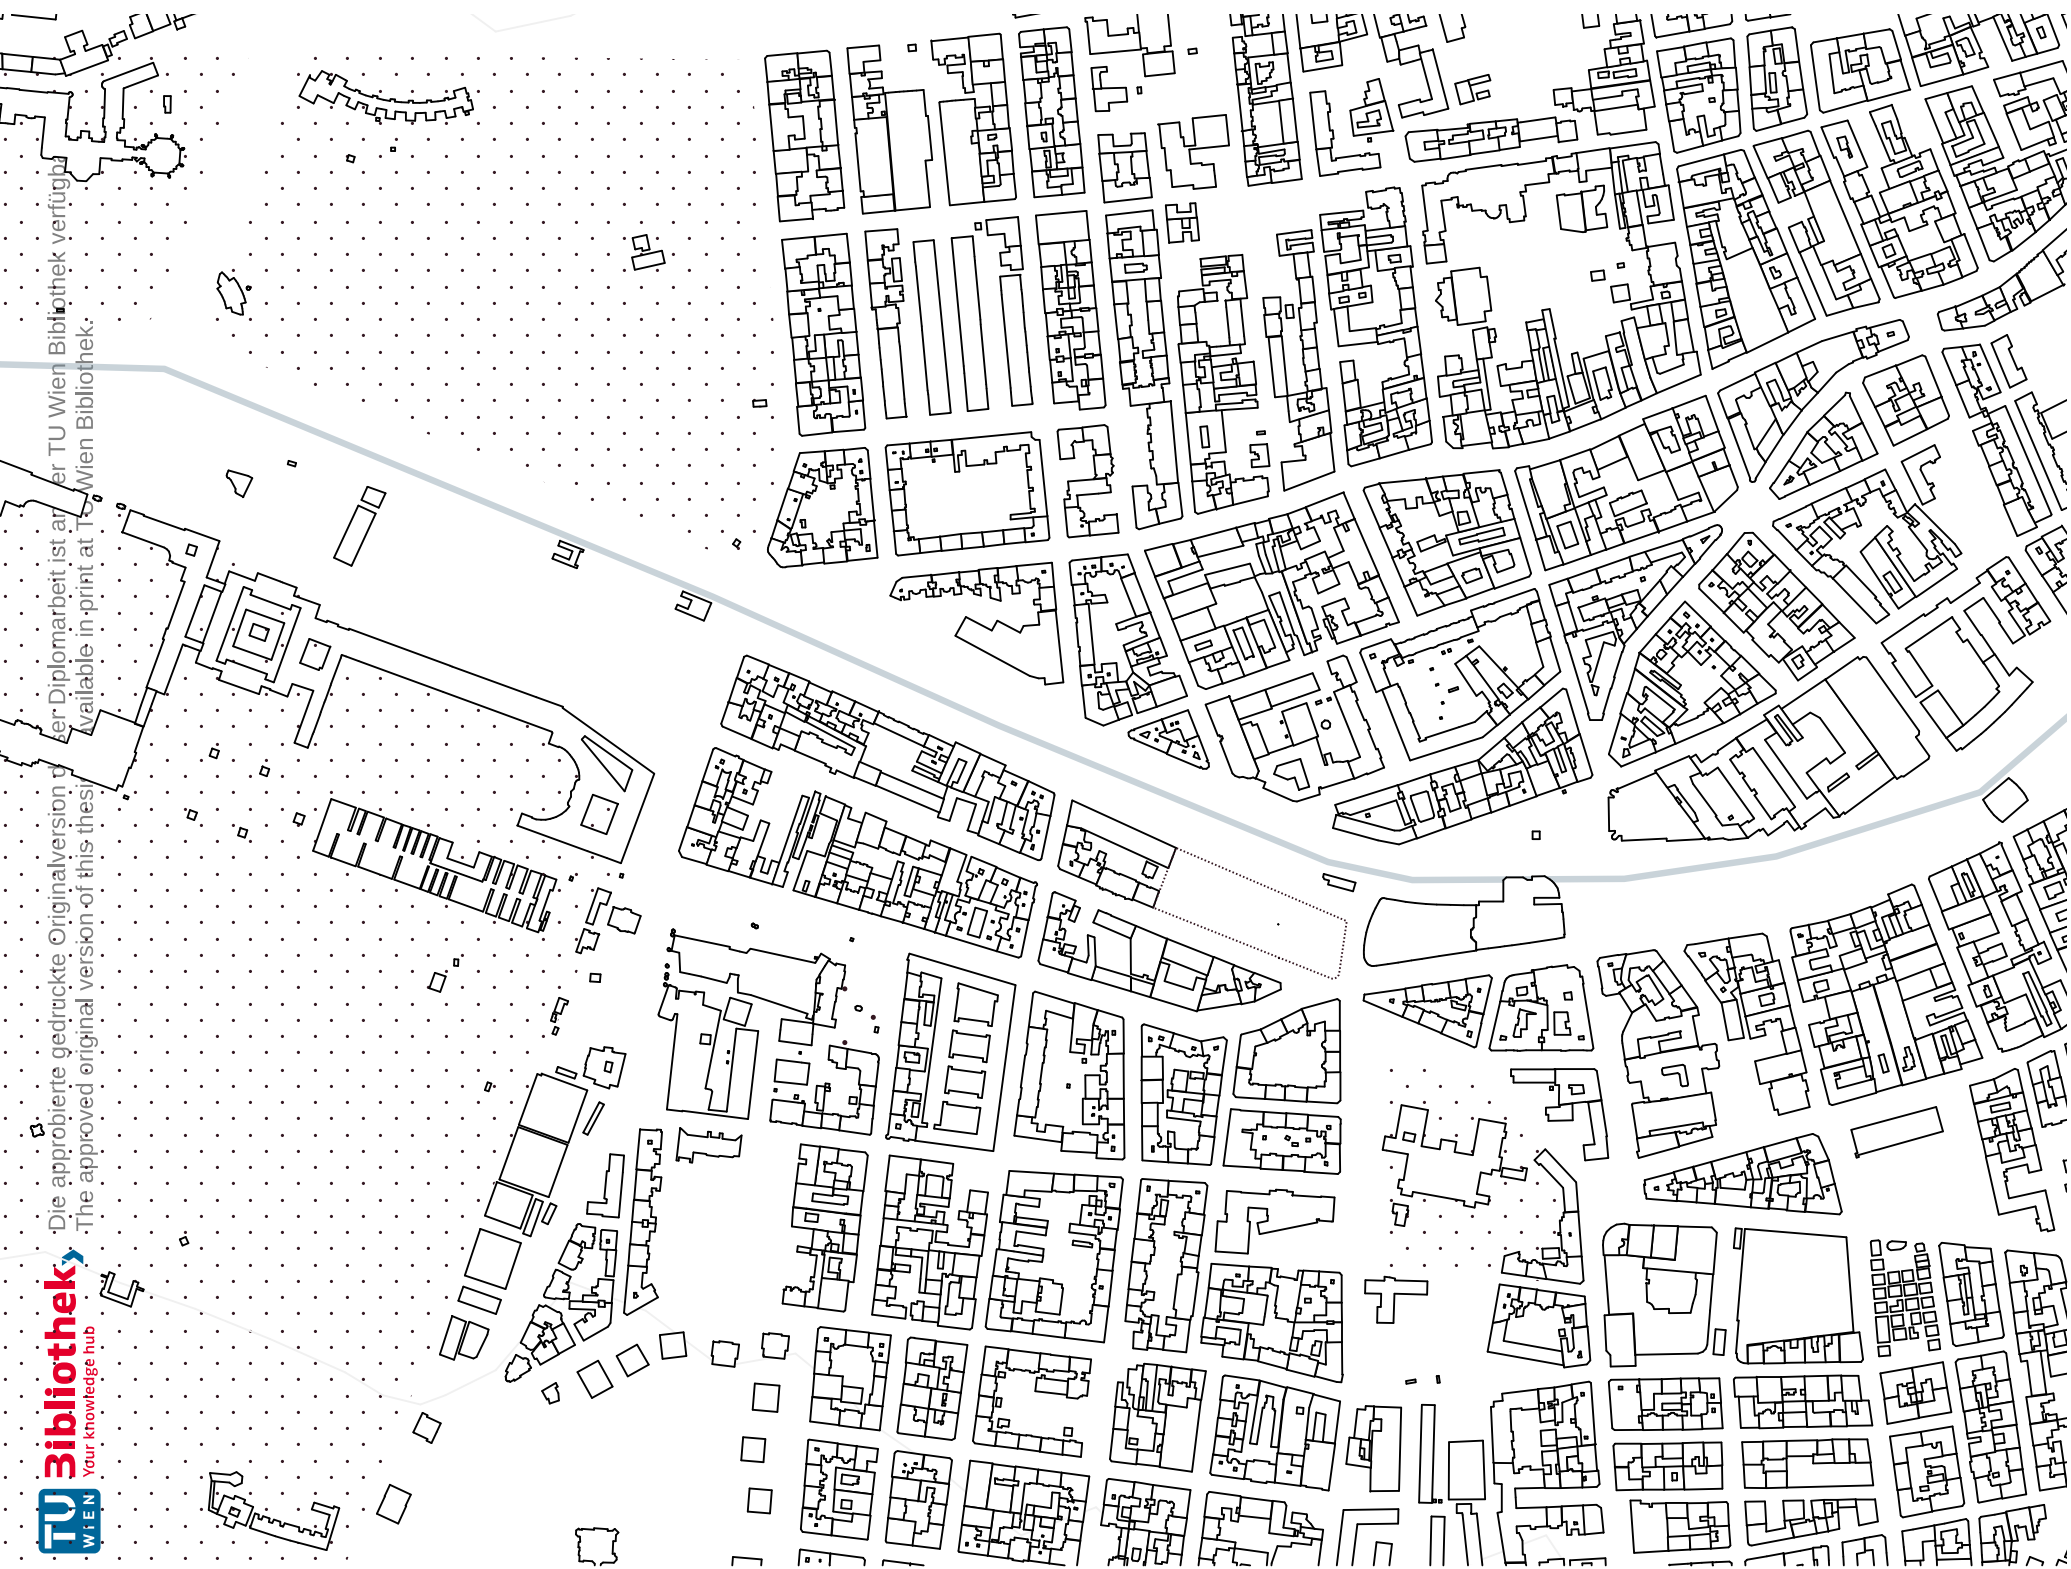 Die approbierte gedruckte Originalversion dieser Diplomarbeit ist an der TU Wien Bibliothek verfügbar
The approved original version of this thesis is available in print at TU Wien Bibliothek.
TU WIEN
Bibliothek
Your knowledge hub